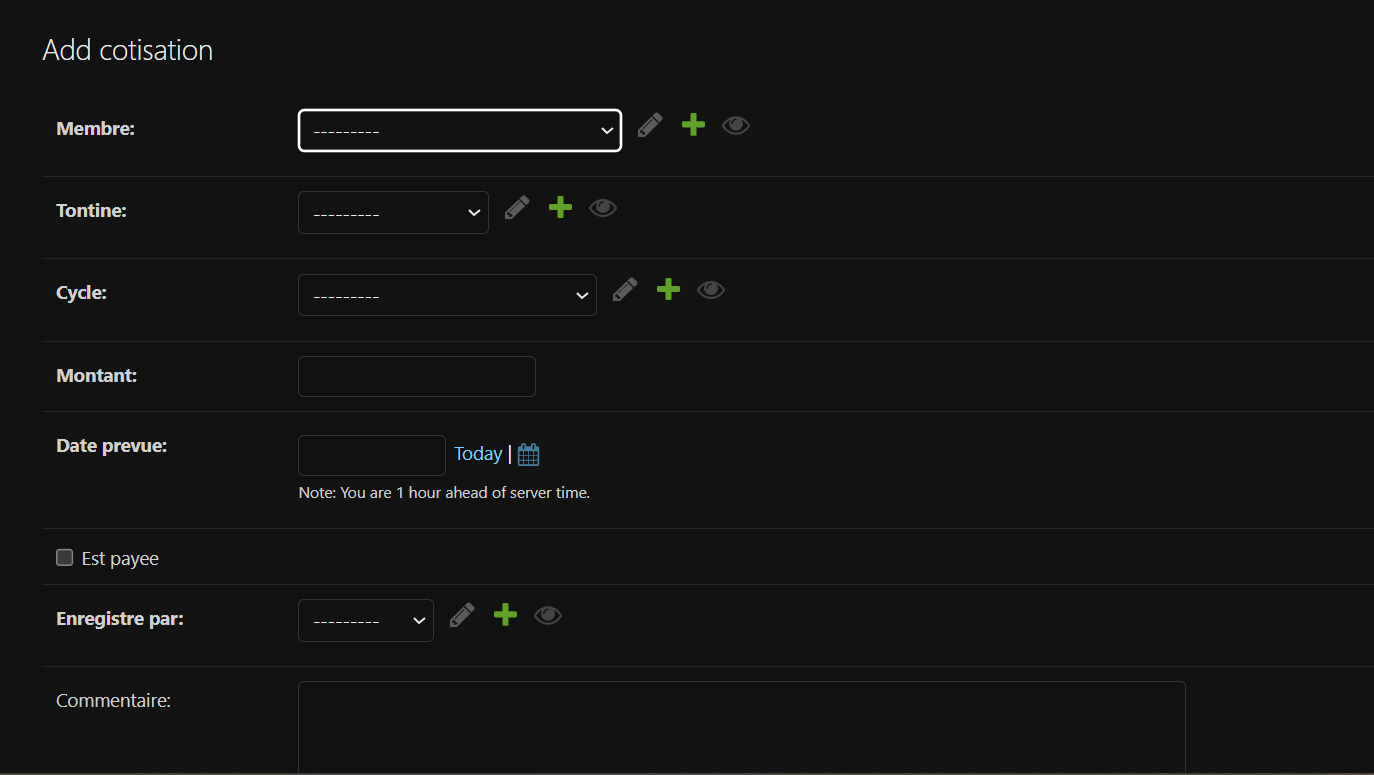 Add cotisation
Membre: ---------
Tontine: ---------
Cycle: ---------
Montant:
Date prevue: Today |
Note: You are 1 hour ahead of server time.
Est payee
Enregistre par: ---------
Commentaire: